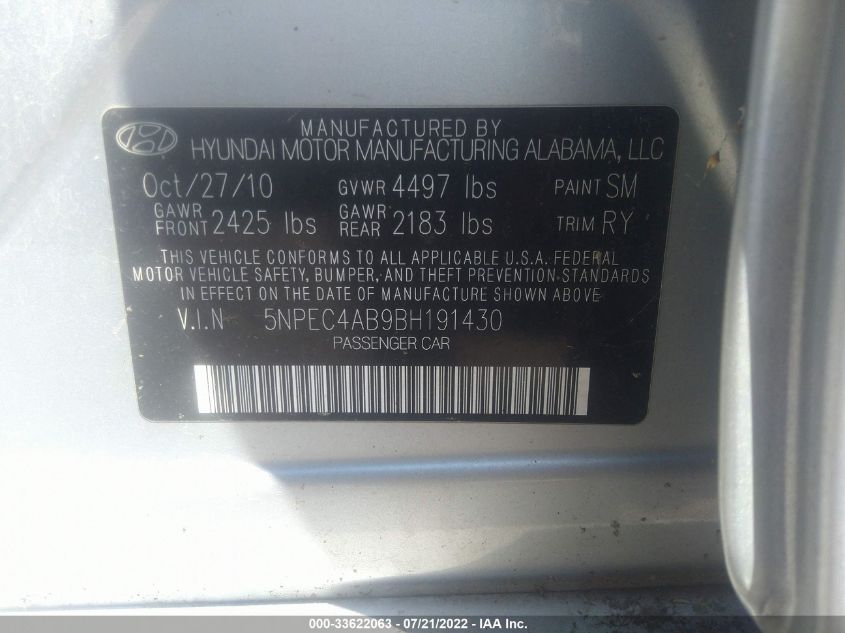 MANUFACTURED BY
HYUNDAI MOTOR MANUFACTURING ALABAMA, LLC
Oct/27/10 GVWR 4497 lbs PAINT SM
GAWR FRONT 2425 lbs GAWR REAR 2183 lbs TRIM RY
THIS VEHICLE CONFORMS TO ALL APPLICABLE U.S.A. FEDERAL
MOTOR VEHICLE SAFETY, BUMPER, AND THEFT PREVENTION STANDARDS
IN EFFECT ON THE DATE OF MANUFACTURE SHOWN ABOVE
V.I.N 5NPEC4AB9BH191430
PASSENGER CAR
000-33622063 - 07/21/2022 - IAA Inc.